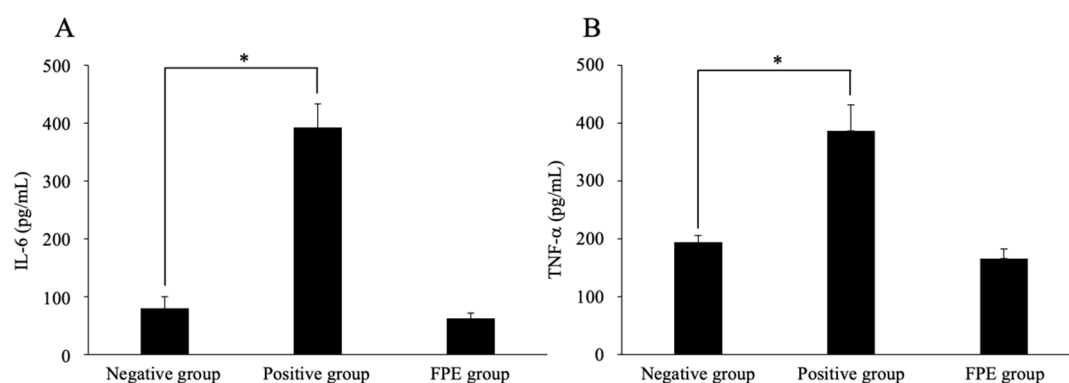 A
500
400
300
200
100
0
IL-6 (pg/mL)
*
Negative group
Positive group
FPE group
B
500
400
300
200
100
0
TNF-α (pg/mL)
*
Negative group
Positive group
FPE group